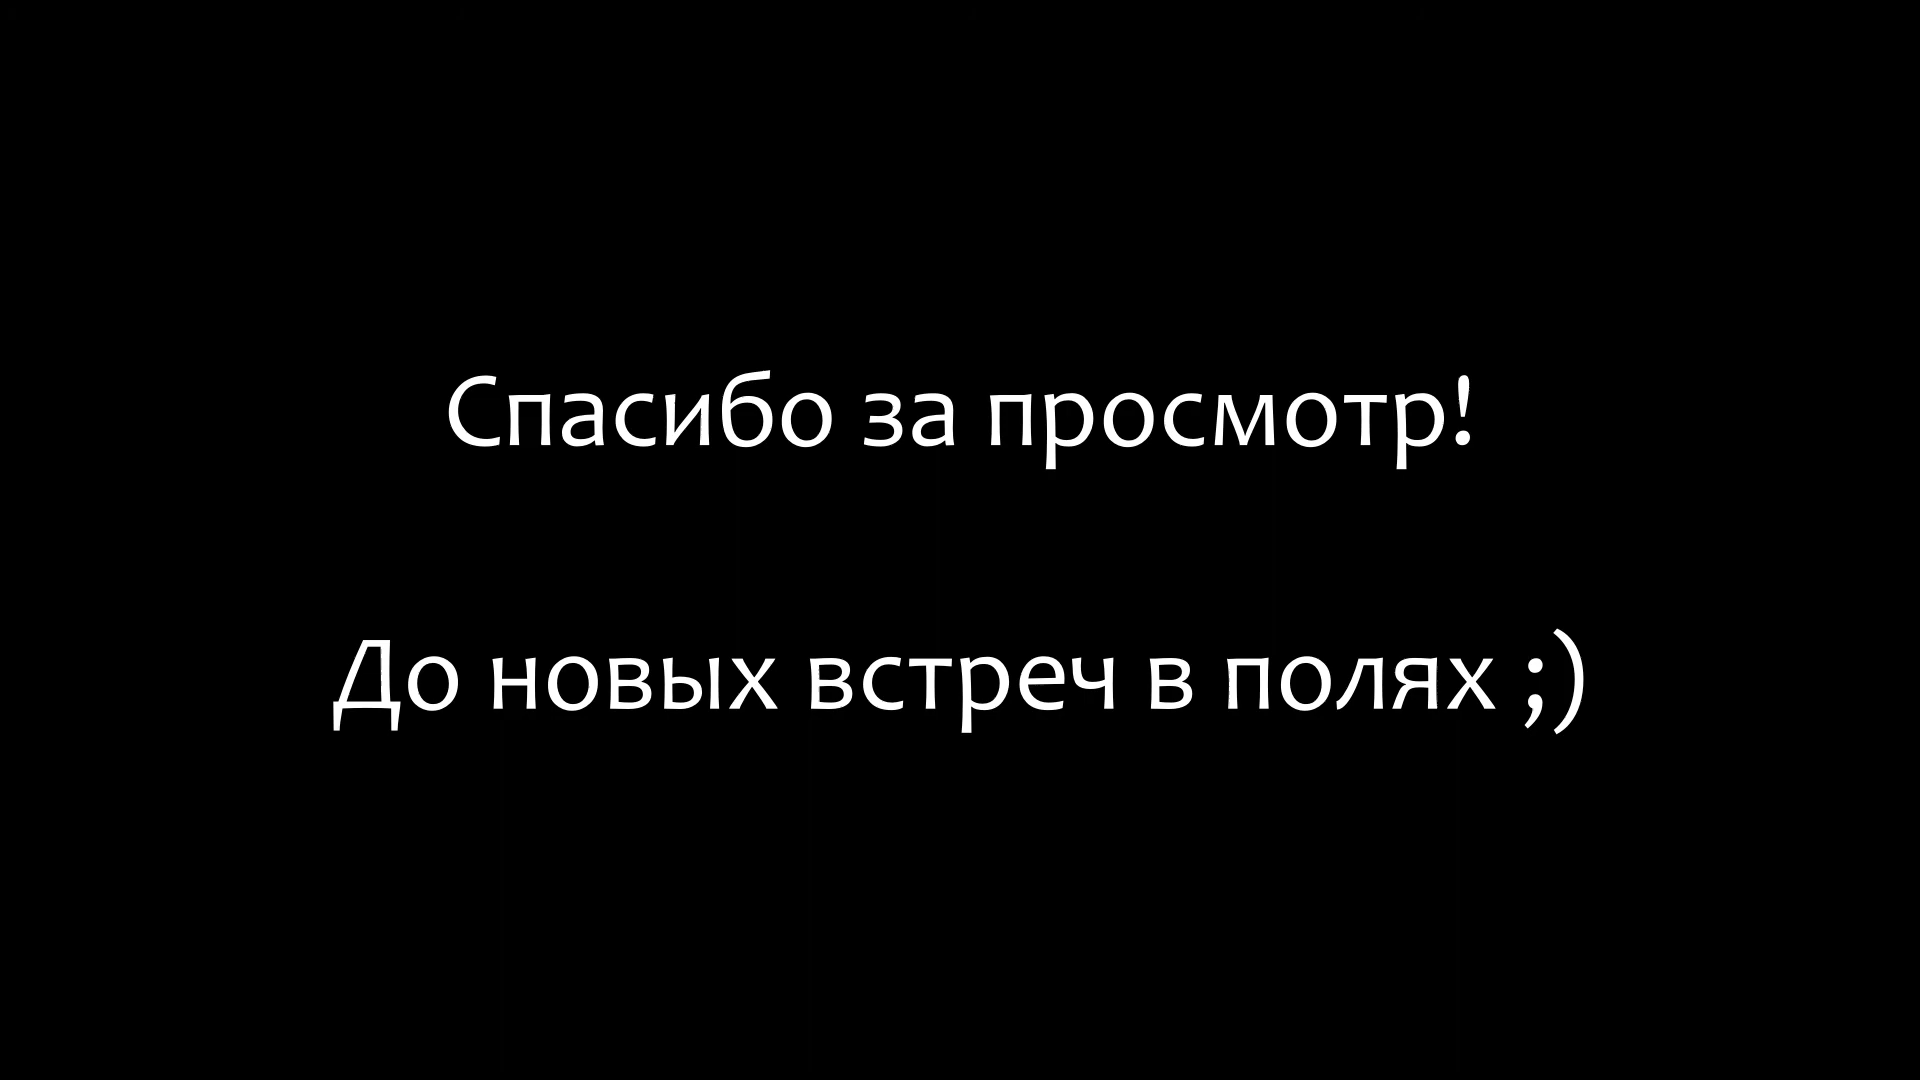 Спасибо за просмотр!
До новых встреч в полях ;)